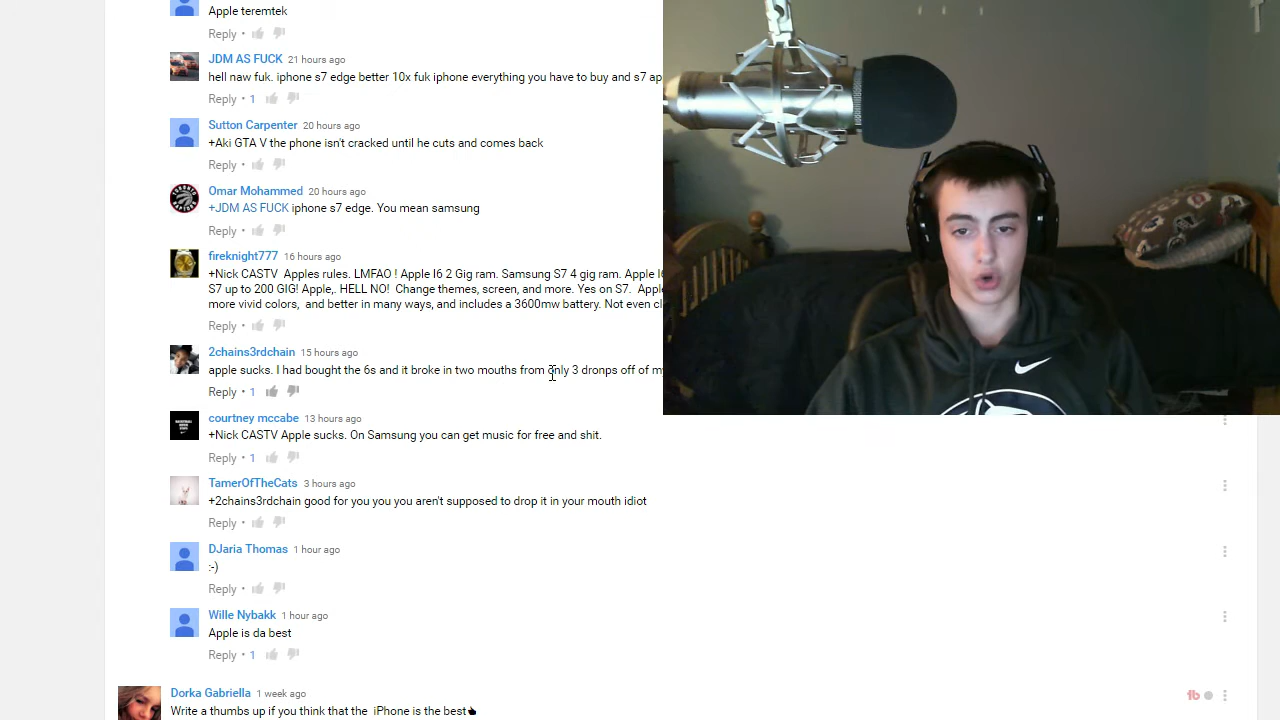 Apple teremtek
Reply •
JDM AS FUCK 21 hours ago
hell naw fuk. iphone s7 edge better 10x fuk iphone everything you have to buy and s7 ap
Reply • 1
Sutton Carpenter 20 hours ago
+Aki GTA V the phone isn't cracked until he cuts and comes back
Reply •
Omar Mohammed 20 hours ago
+JDM AS FUCK iphone s7 edge. You mean samsung
Reply •
fireknight777 16 hours ago
+Nick CASTV Apples rules. LMFAO ! Apple I6 2 Gig ram. Samsung S7 4 gig ram. Apple I6
S7 up to 200 GIG! Apple,. HELL NO! Change themes, screen, and more. Yes on S7. Appl
more vivid colors, and better in many ways, and includes a 3600mw battery. Not even cl
Reply •
2chains3rdchain 15 hours ago
apple sucks. I had bought the 6s and it broke in two mouths from only 3 dronps off of m
Reply • 1
courtney mccabe 13 hours ago
+Nick CASTV Apple sucks. On Samsung you can get music for free and shit.
Reply • 1
TamerOfTheCats 3 hours ago
+2chains3rdchain good for you you you aren't supposed to drop it in your mouth idiot
Reply •
DJaria Thomas 1 hour ago
:-)
Reply •
Wille Nybakk 1 hour ago
Apple is da best
Reply • 1
Dorka Gabriella 1 week ago
Write a thumbs up if you think that the iPhone is the best